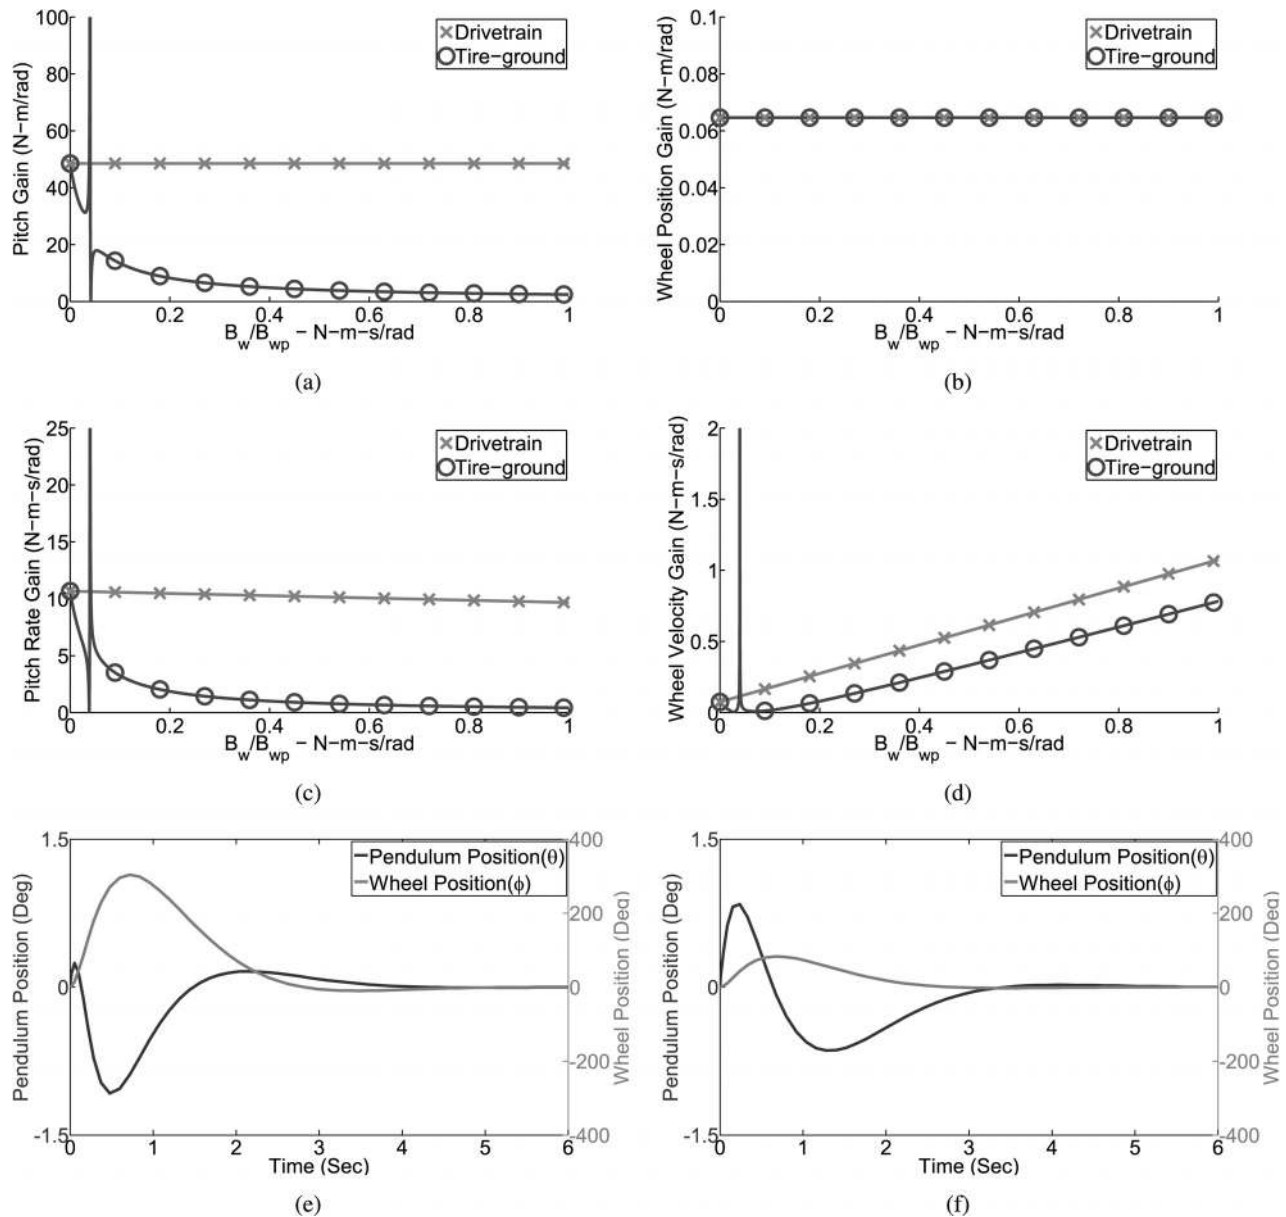 100
80
60
40
20
0
Pitch Gain (N−m/rad)
Drivetrain
Tire−ground
0 0.2 0.4 0.6 0.8 1
B_w/B_wp − N−m−s/rad
(a)
0.1
0.08
0.06
0.04
0.02
0
Wheel Position Gain (N−m/rad)
Drivetrain
Tire−ground
0 0.2 0.4 0.6 0.8 1
B_w/B_wp − N−m−s/rad
(b)
25
20
15
10
5
0
Pitch Rate Gain (N−m−s/rad)
Drivetrain
Tire−ground
0 0.2 0.4 0.6 0.8 1
B_w/B_wp − N−m−s/rad
(c)
2
1.5
1
0.5
0
Wheel Velocity Gain (N−m−s/rad)
Drivetrain
Tire−ground
0 0.2 0.4 0.6 0.8 1
B_w/B_wp − N−m−s/rad
(d)
1.5
0
-1.5
Pendulum Position (Deg)
Pendulum Position(θ)
Wheel Position(ϕ)
400
200
0
-200
-400
Wheel Position (Deg)
0 1 2 3 4 5 6
Time (Sec)
(e)
1.5
0
-1.5
Pendulum Position (Deg)
Pendulum Position(θ)
Wheel Position(ϕ)
400
200
0
-200
-400
Wheel Position (Deg)
0 1 2 3 4 5 6
Time (Sec)
(f)